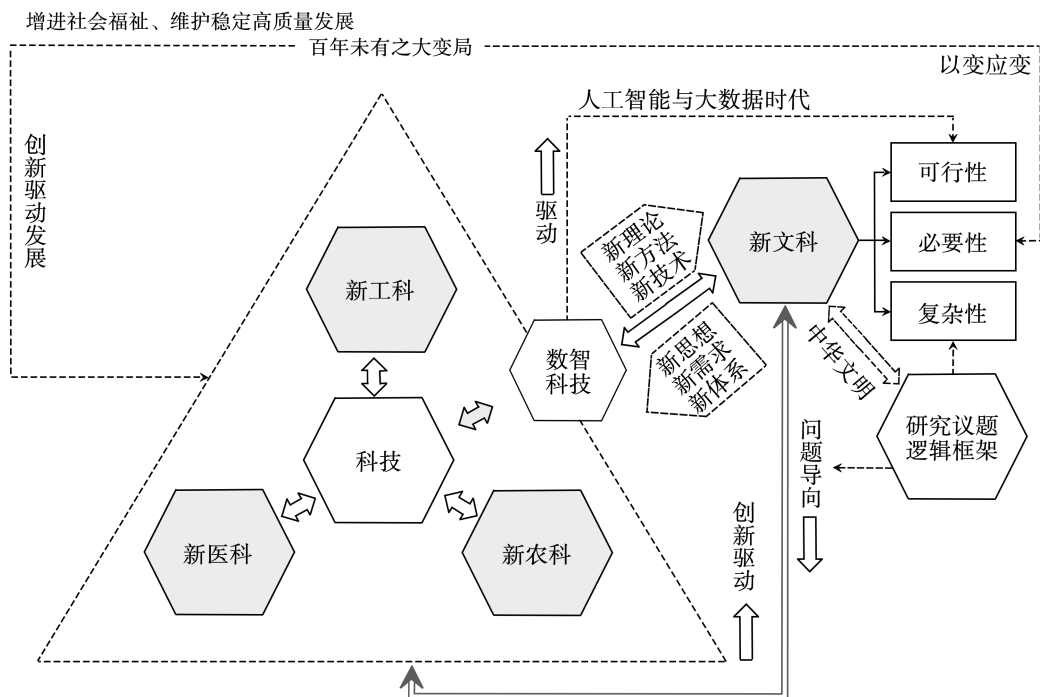 增进社会福祉、维护稳定高质量发展
百年未有之大变局
以变应变
人工智能与大数据时代
创新驱动发展
驱动
可行性
新理论
新方法
新技术
新文科
必要性
新工科
复杂性
数智
科技
新思想
新需求
新体系
中华文明
研究议题
逻辑框架
科技
问题导向
新医科
新农科
创新驱动